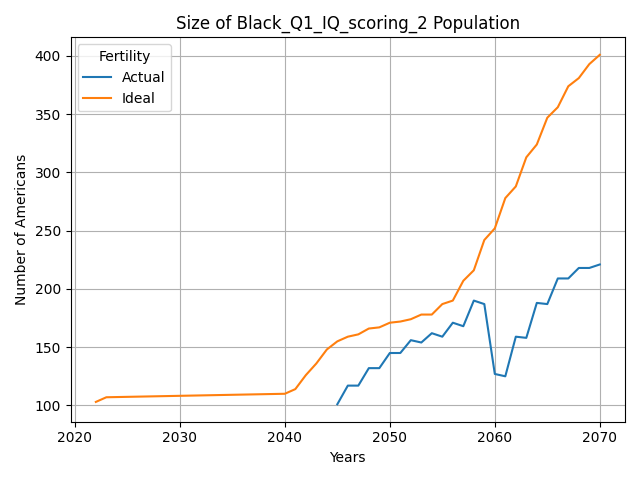 Size of Black_Q1_IQ_scoring_2 Population
Fertility
Actual
Ideal
Number of Americans
400
350
300
250
200
150
100
2020 2030 2040 2050 2060 2070
Years